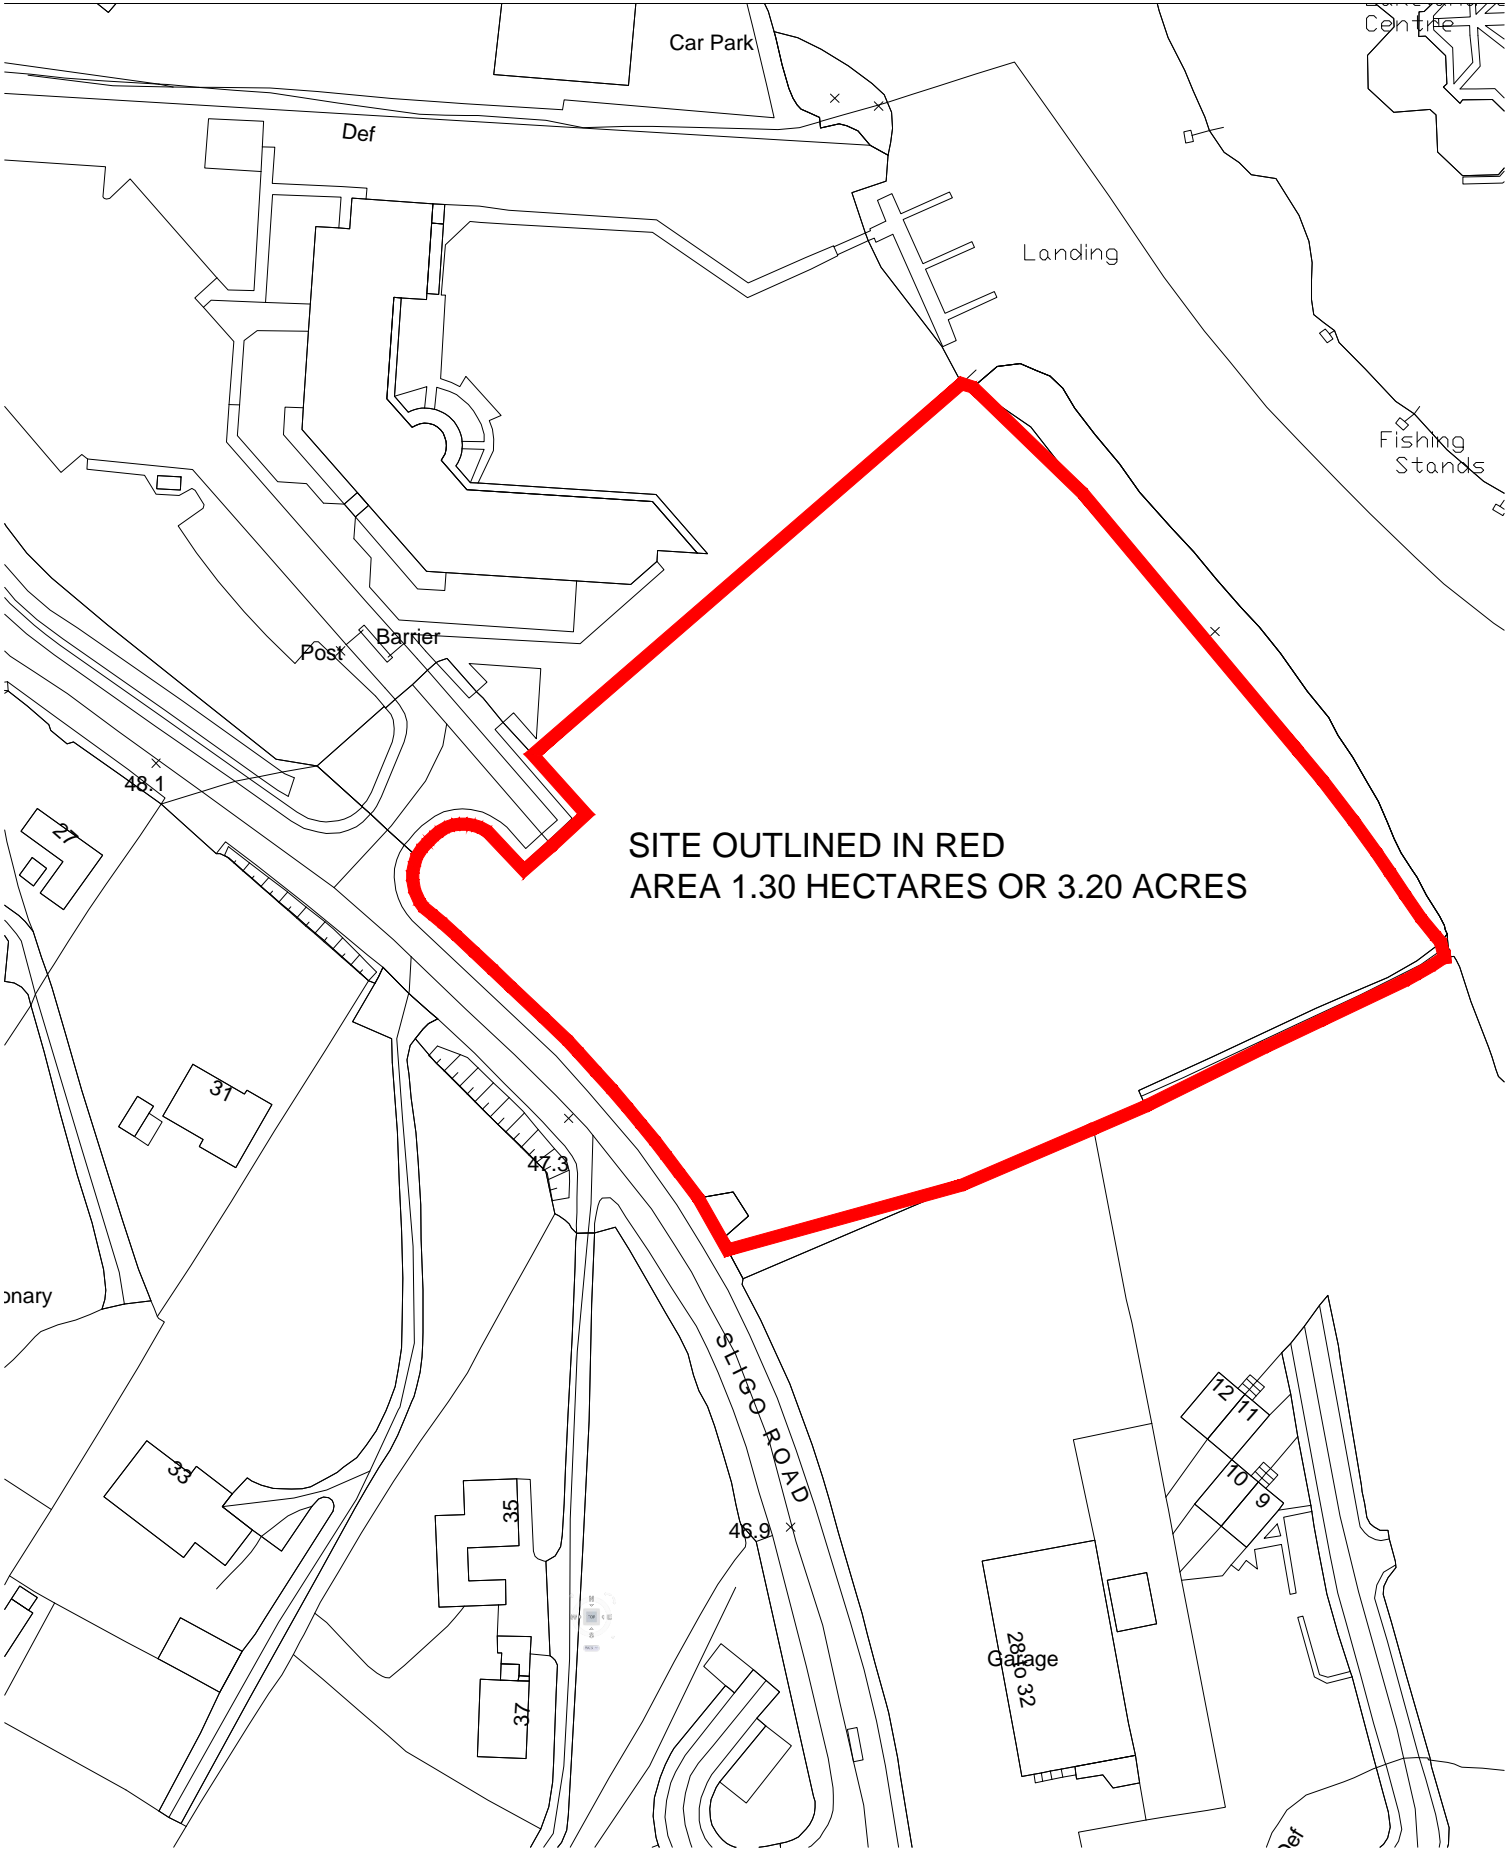 Centre
Car Park
Def
Landing
Fishing
Stands
Barrier
Post
48.1
27
SITE OUTLINED IN RED
AREA 1.30 HECTARES OR 3.20 ACRES
31
47.3
onary
SLIGO ROAD
12
11
10
9
33
35
46.9
28 to 32
Garage
37
Def